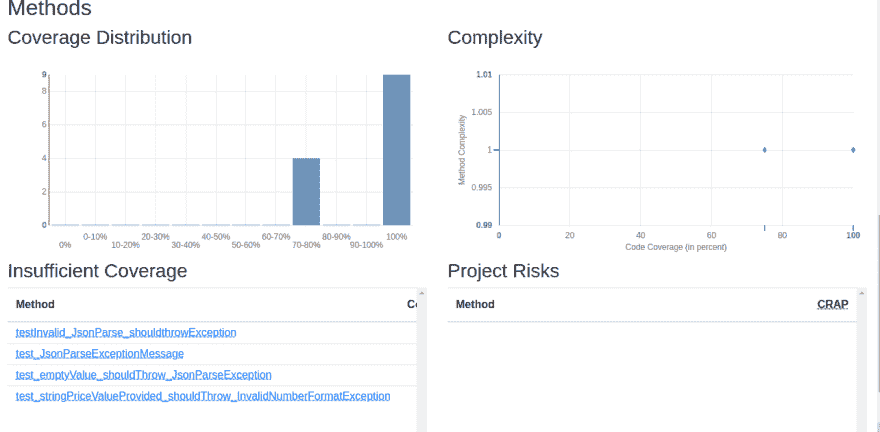 Methods
Coverage Distribution
9
8
6
4
2
0
0%
0-10%
10-20%
20-30%
30-40%
40-50%
50-60%
60-70%
70-80%
80-90%
90-100%
100%
Complexity
Method Complexity
1.01
1.005
1
0.995
0.99
0
20
40
60
80
100
Code Coverage (in percent)
Insufficient Coverage
Method
testInvalid_JsonParse_shouldthrowException
test_JsonParseExceptionMessage
test_emptyValue_shouldThrow_JsonParseException
test_stringPriceValueProvided_shouldThrow_InvalidNumberFormatException
Project Risks
Method CRAP